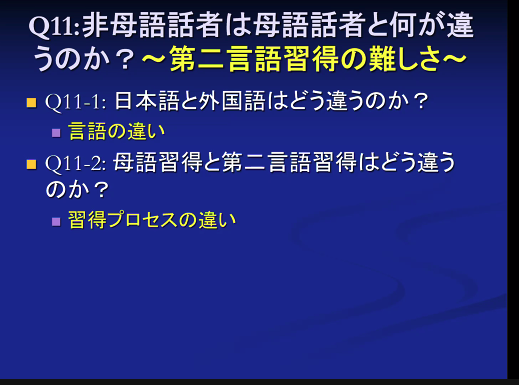 Q11:非母語話者は母語話者と何が違
うのか？～第二言語習得の難しさ～
Q11-1: 日本語と外国語はどう違うのか？
言語の違い
Q11-2: 母語習得と第二言語習得はどう違う
のか？
習得プロセスの違い